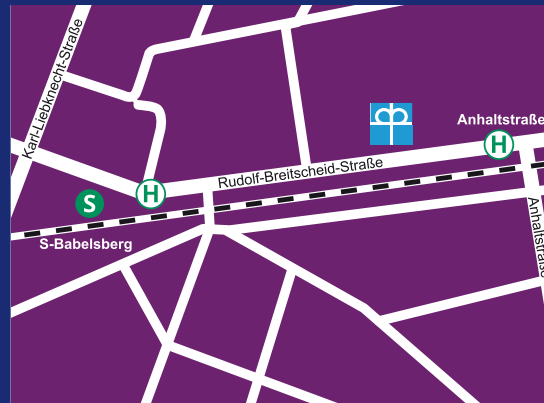 Karl-Liebknecht-Straße
Anhaltstraße
H
H
Rudolf-Breitscheid-Straße
S
S-Babelsberg
Anhaltstraße